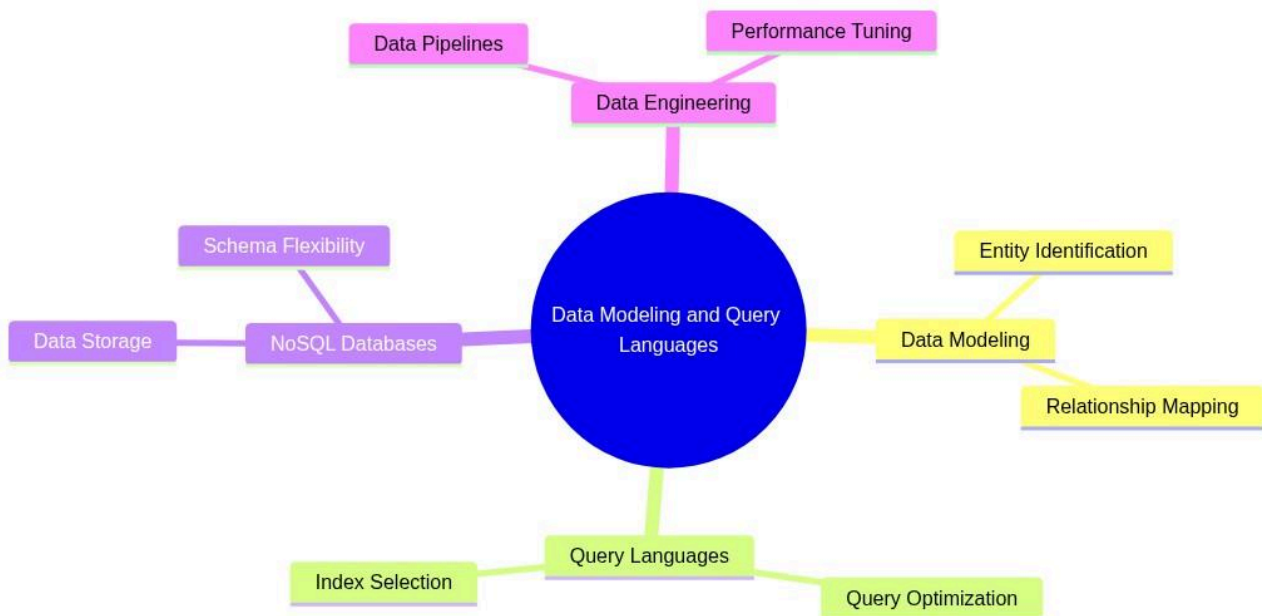 Data Pipelines
Performance Tuning
Data Engineering
Schema Flexibility
Entity Identification
Data Modeling and Query
Languages
Data Storage
NoSQL Databases
Data Modeling
Relationship Mapping
Query Languages
Index Selection
Query Optimization